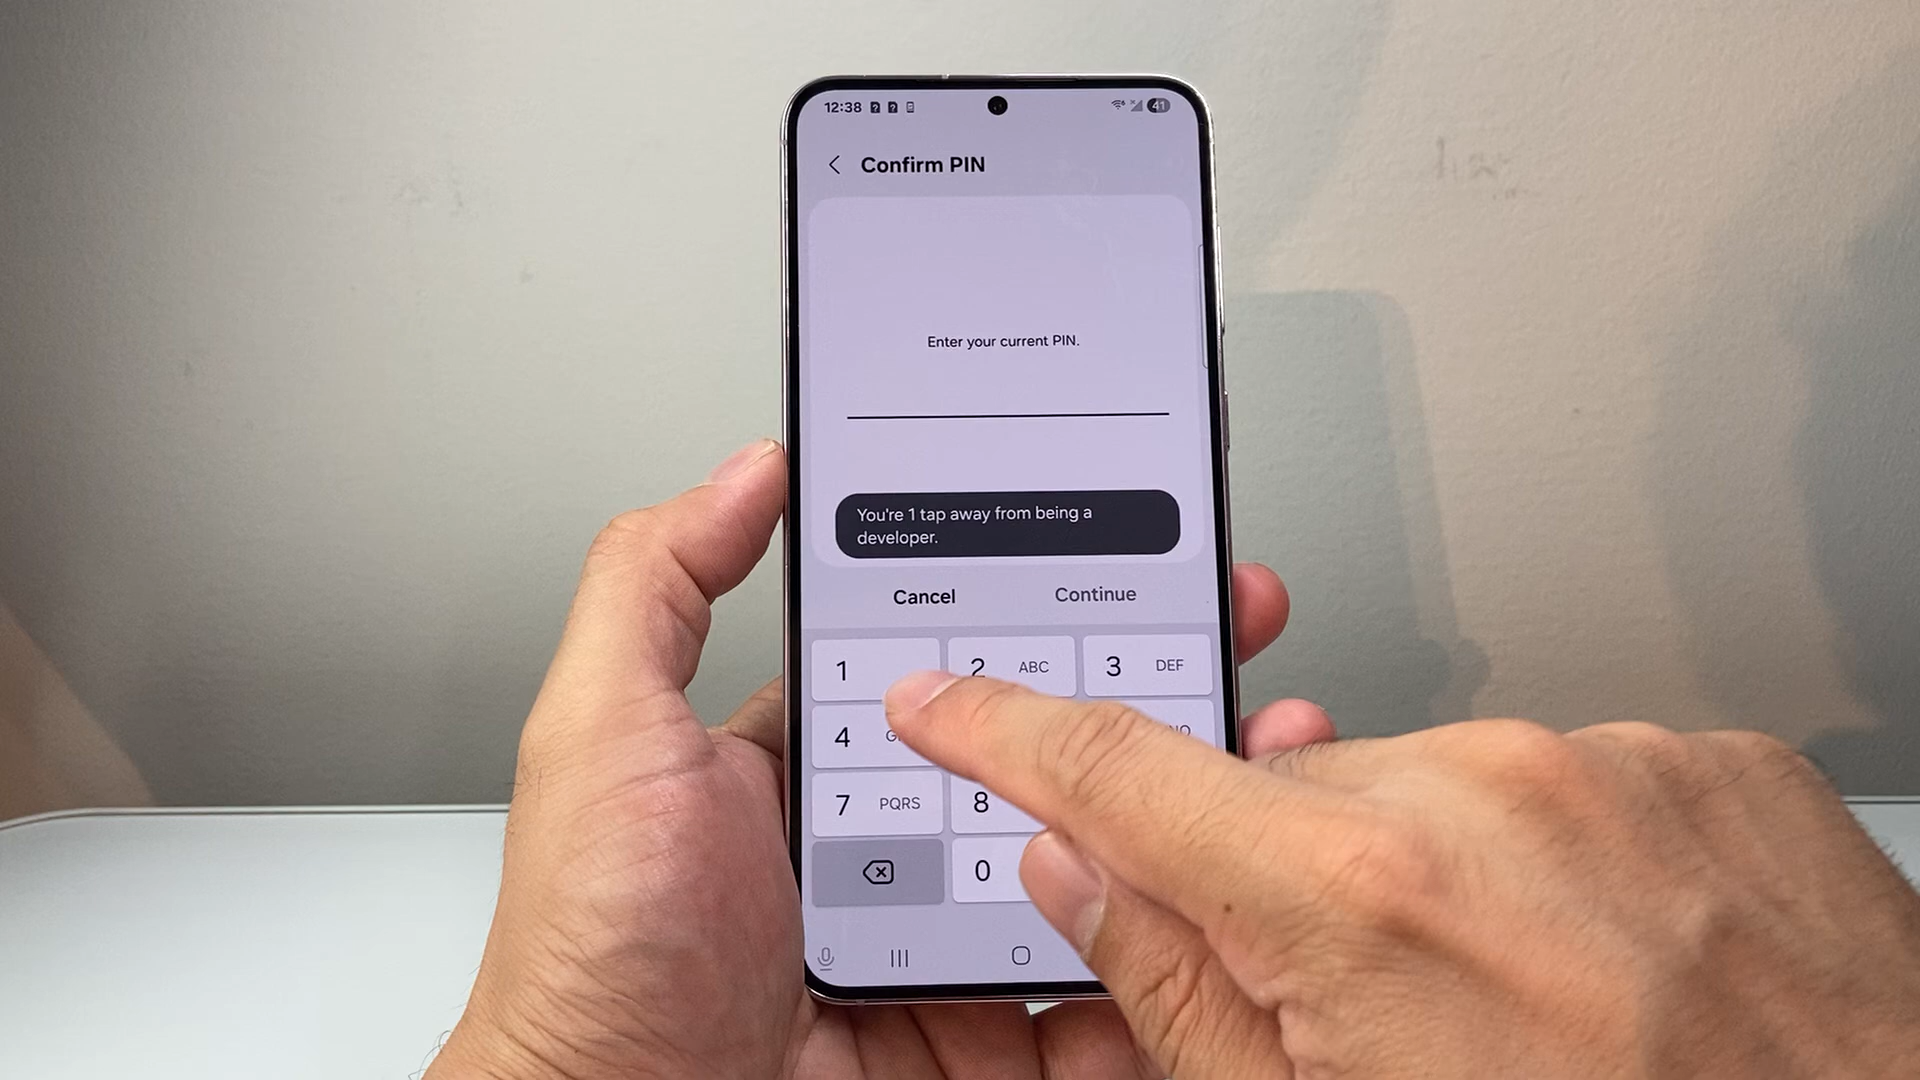 12:38
41
Confirm PIN
Enter your current PIN.
You're 1 tap away from being a
developer.
Cancel Continue
1 2 ABC 3 DEF
4
7 PQRS 8
0